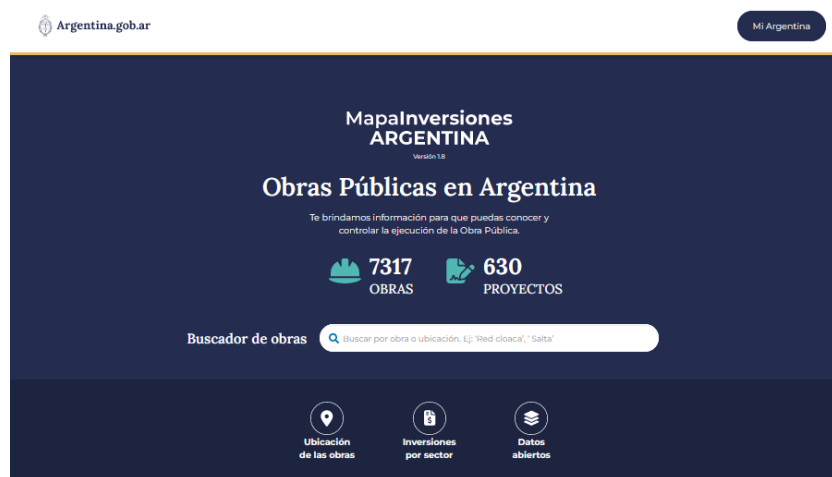 Argentina.gob.ar
Mi Argentina
MapaInversiones
ARGENTINA
Versión 1.8
Obras Públicas en Argentina
Te brindamos información para que puedas conocer y
controlar la ejecución de la Obra Pública.
7317
OBRAS
630
PROYECTOS
Buscador de obras
Buscar por obra o ubicación. Ej: 'Red cloaca', ' Salta'
Ubicación
de las obras
Inversiones
por sector
Datos
abiertos